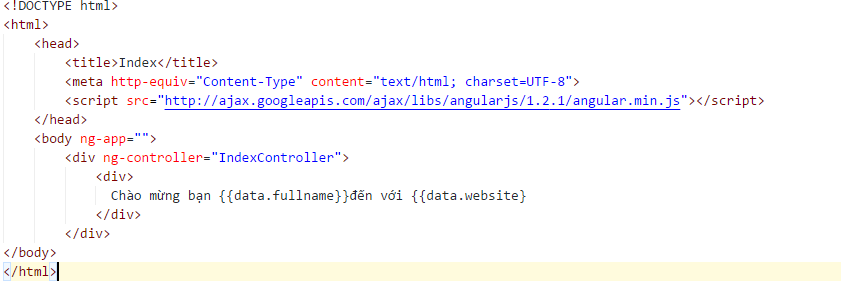 <!DOCTYPE html>
<html>
    <head>
        <title>Index</title>
        <meta http-equiv="Content-Type" content="text/html; charset=UTF-8">
        <script src="http://ajax.googleapis.com/ajax/libs/angularjs/1.2.1/angular.min.js"></script>
    </head>
    <body ng-app="">
        <div ng-controller="IndexController">
            <div>
              Chào mừng bạn {{data.fullname}}đến với {{data.website}
            </div>
        </div>
</body>
</html>